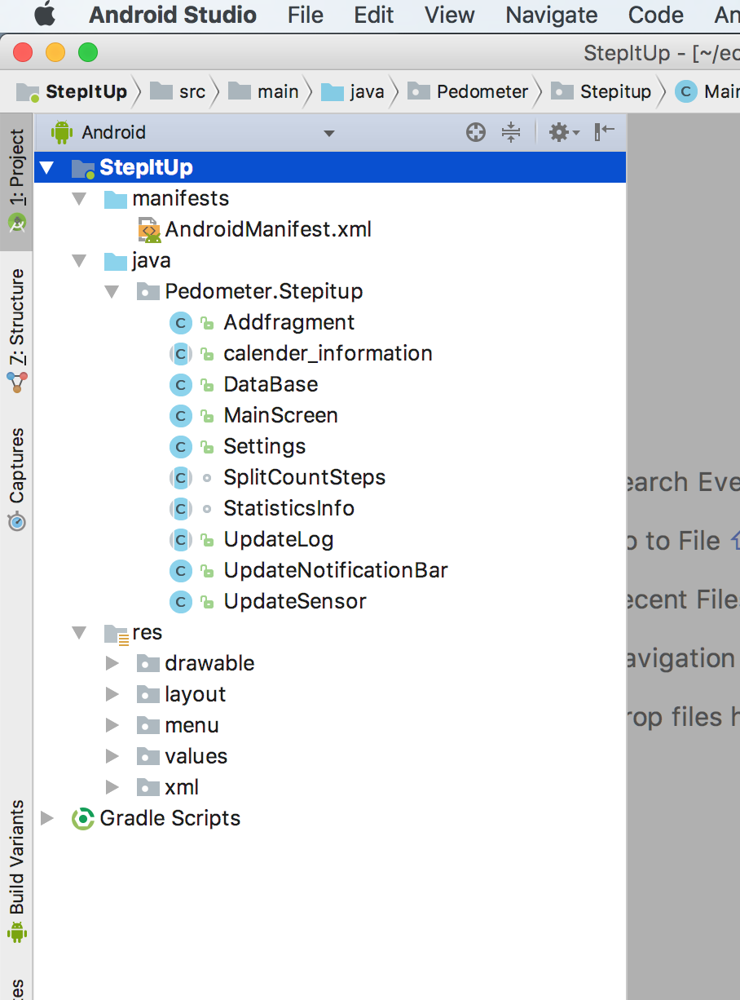 Android Studio File Edit View Navigate Code
StepItUp - [~/ec
StepItUp src main java Pedometer Stepitup C Main
Android
1: Project
StepItUp
manifests
AndroidManifest.xml
java
Pedometer.Stepitup
C Addfragment
C calender_information
C DataBase
C MainScreen
C Settings
C SplitCountSteps
C StatisticsInfo
C UpdateLog
C UpdateNotificationBar
C UpdateSensor
res
drawable
layout
menu
values
xml
Gradle Scripts
7: Structure
Captures
Build Variants
earch Eve
o to File
ecent Files
avigation
rop files h